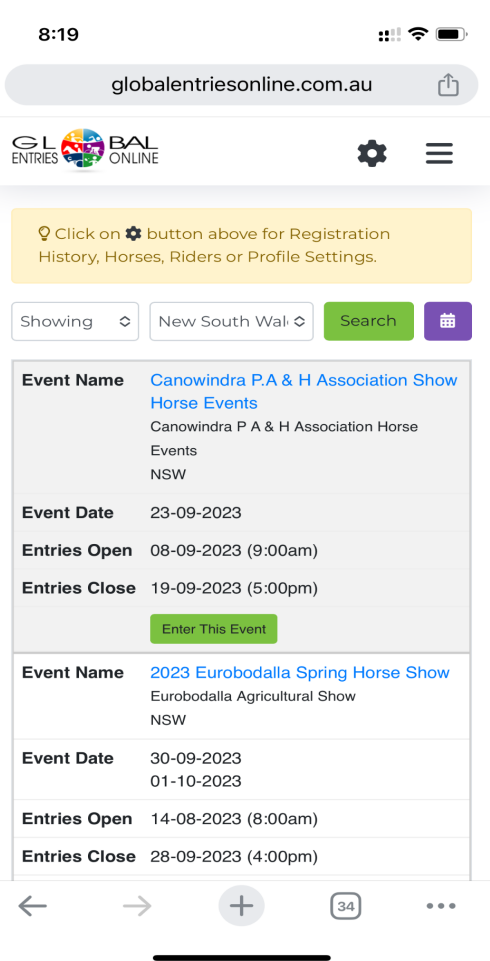 8:19
globalentriesonline.com.au
GL BAL
ENTRIES ONLINE
Click on button above for Registration
History, Horses, Riders or Profile Settings.
Showing New South Wal Search
Event Name Canowindra P.A & H Association Show
Horse Events
Canowindra P A & H Association Horse
Events
NSW
Event Date 23-09-2023
Entries Open 08-09-2023 (9:00am)
Entries Close 19-09-2023 (5:00pm)
Enter This Event
Event Name 2023 Eurobodalla Spring Horse Show
Eurobodalla Agricultural Show
NSW
Event Date 30-09-2023
01-10-2023
Entries Open 14-08-2023 (8:00am)
Entries Close 28-09-2023 (4:00pm)
34